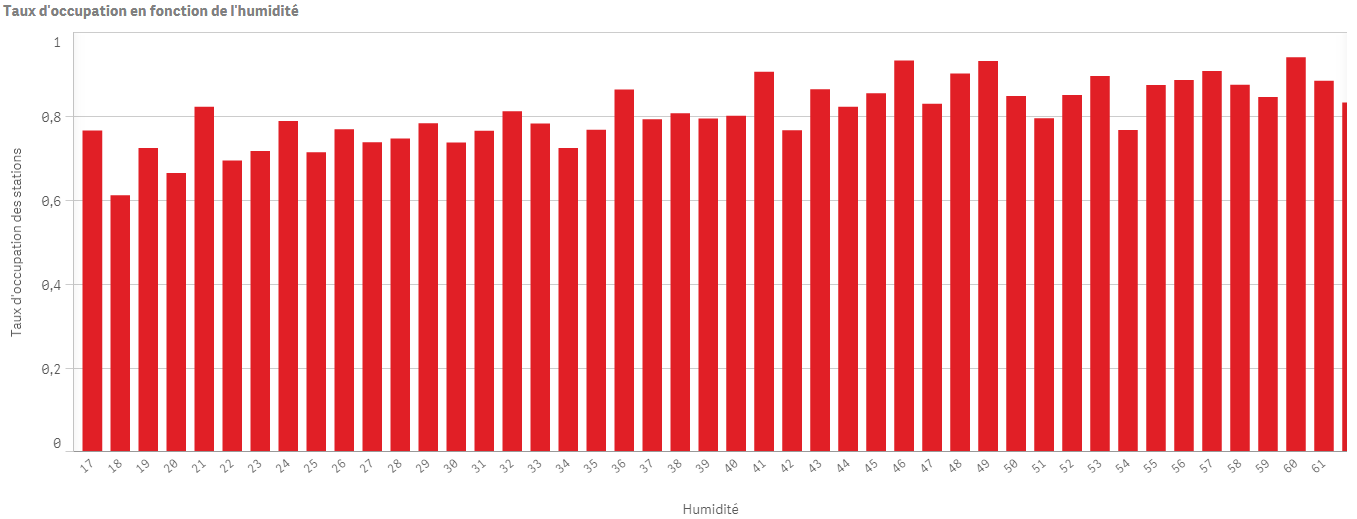 Taux d'occupation en fonction de l'humidité
Taux d'occupation des stations
1
0,8
0,6
0,4
0,2
0
17 18 19 20 21 22 23 24 25 26 27 28 29 30 31 32 33 34 35 36 37 38 39 40 41 42 43 44 45 46 47 48 49 50 51 52 53 54 55 56 57 58 59 60 61
Humidité